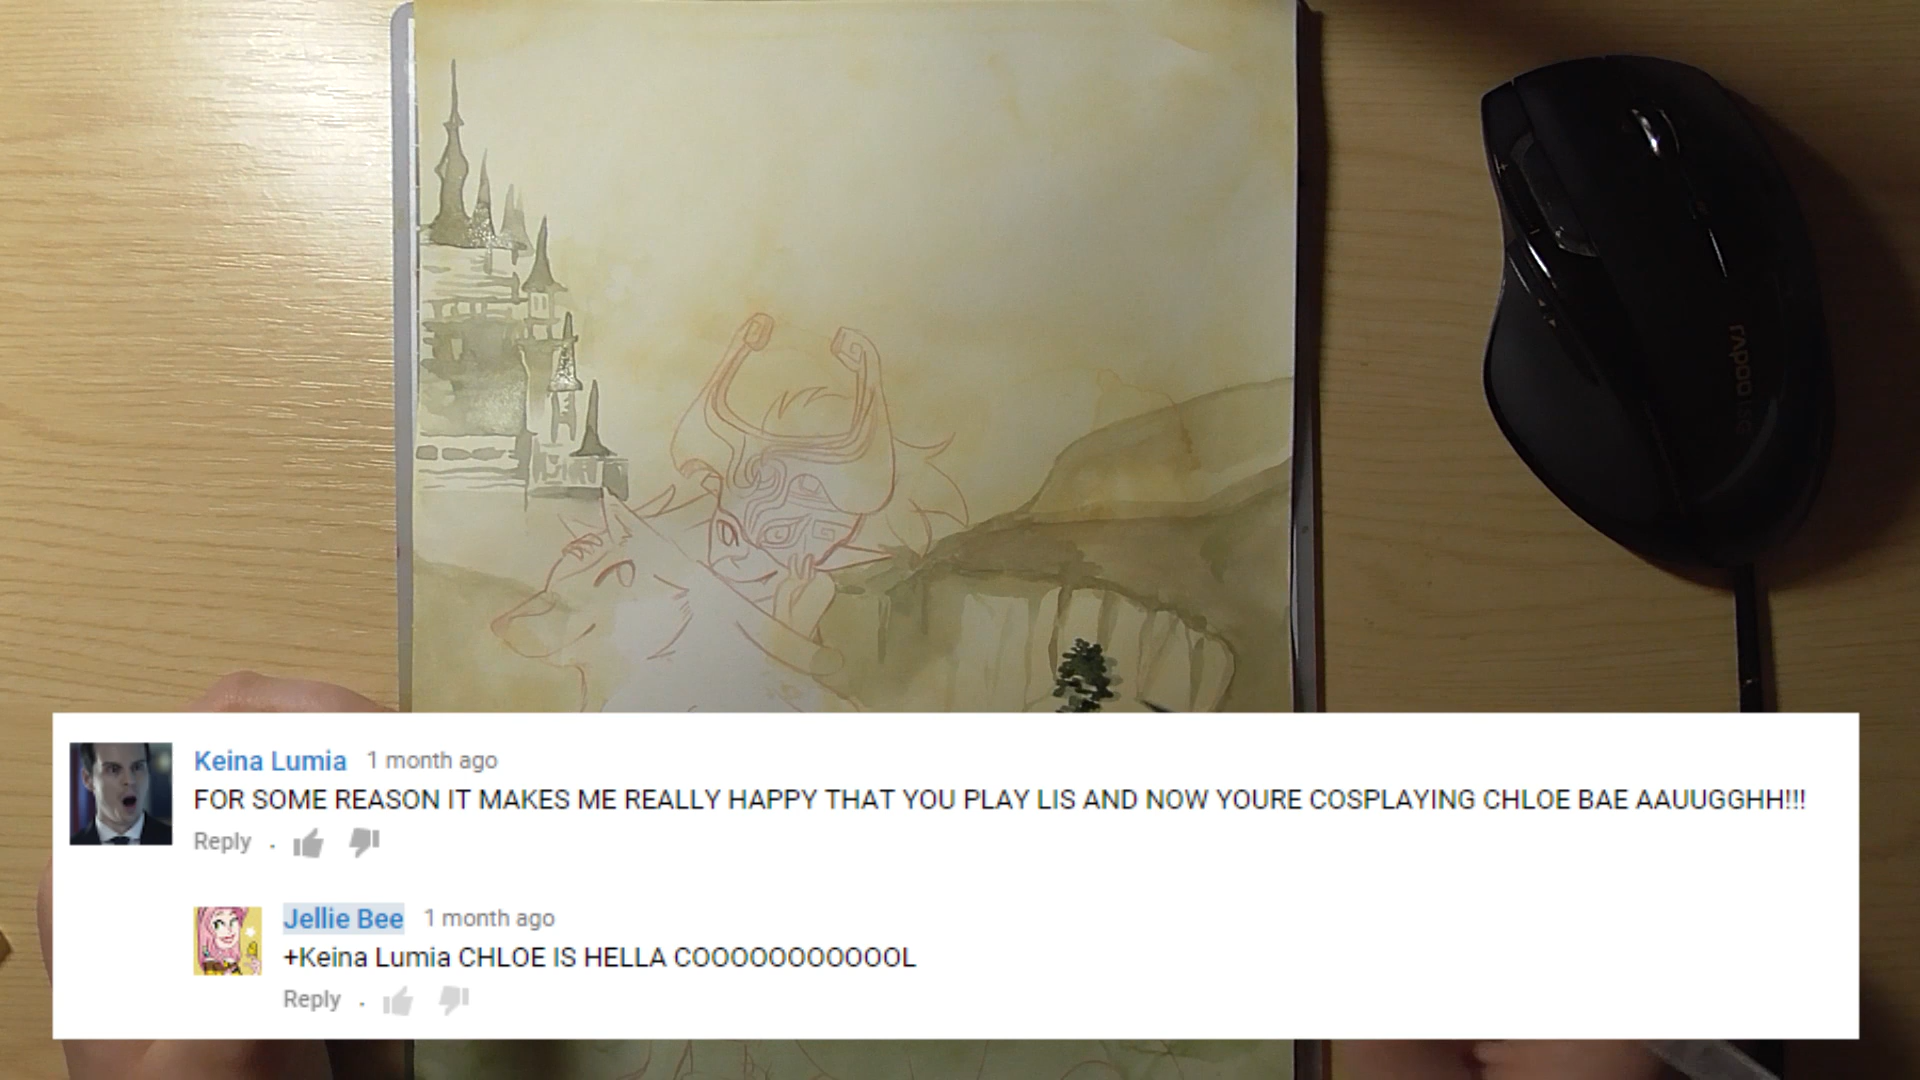 rapoo
Keina Lumia 1 month ago
FOR SOME REASON IT MAKES ME REALLY HAPPY THAT YOU PLAY LIS AND NOW YOURE COSPLAYING CHLOE BAE AAUUGGHH!!!
Reply .
Jellie Bee 1 month ago
+Keina Lumia CHLOE IS HELLA COOOOOOOOOOOL
Reply .